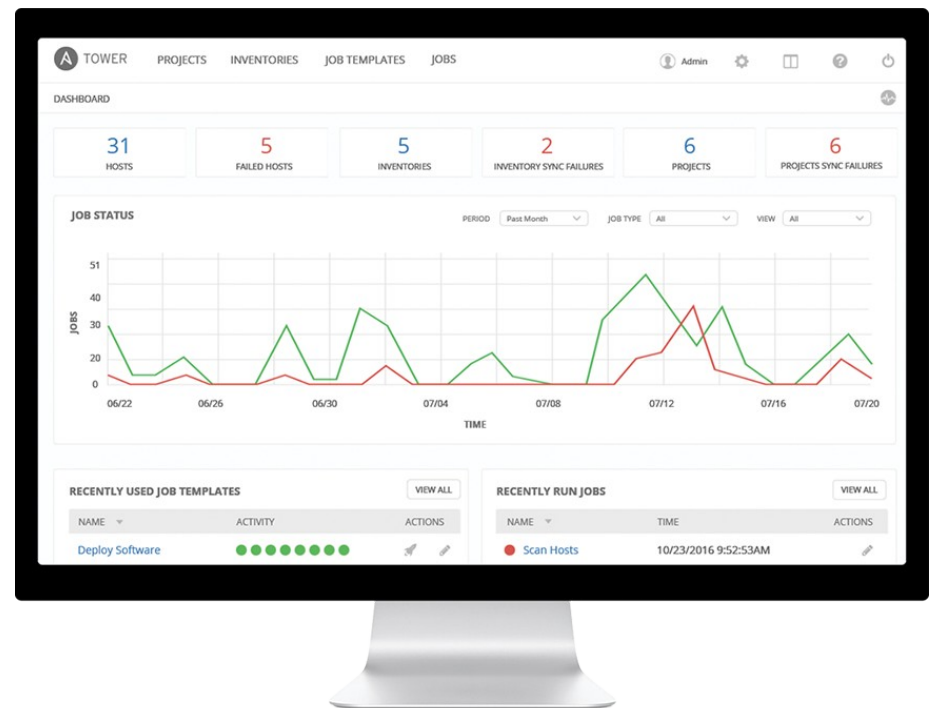 A TOWER PROJECTS INVENTORIES JOB TEMPLATES JOBS Admin ?
DASHBOARD
31 5 5 2 6 6
HOSTS FAILED HOSTS INVENTORIES INVENTORY SYNC FAILURES PROJECTS PROJECTS SYNC FAILURES
JOB STATUS PERIOD Past Month JOB TYPE All VIEW All
51
40
30
20
0
JOBS
06/22 06/26 06/30 07/04 07/08 07/12 07/16 07/20
TIME
RECENTLY USED JOB TEMPLATES VIEW ALL
NAME ACTIVITY ACTIONS
Deploy Software
RECENTLY RUN JOBS VIEW ALL
NAME TIME ACTIONS
Scan Hosts 10/23/2016 9:52:53AM